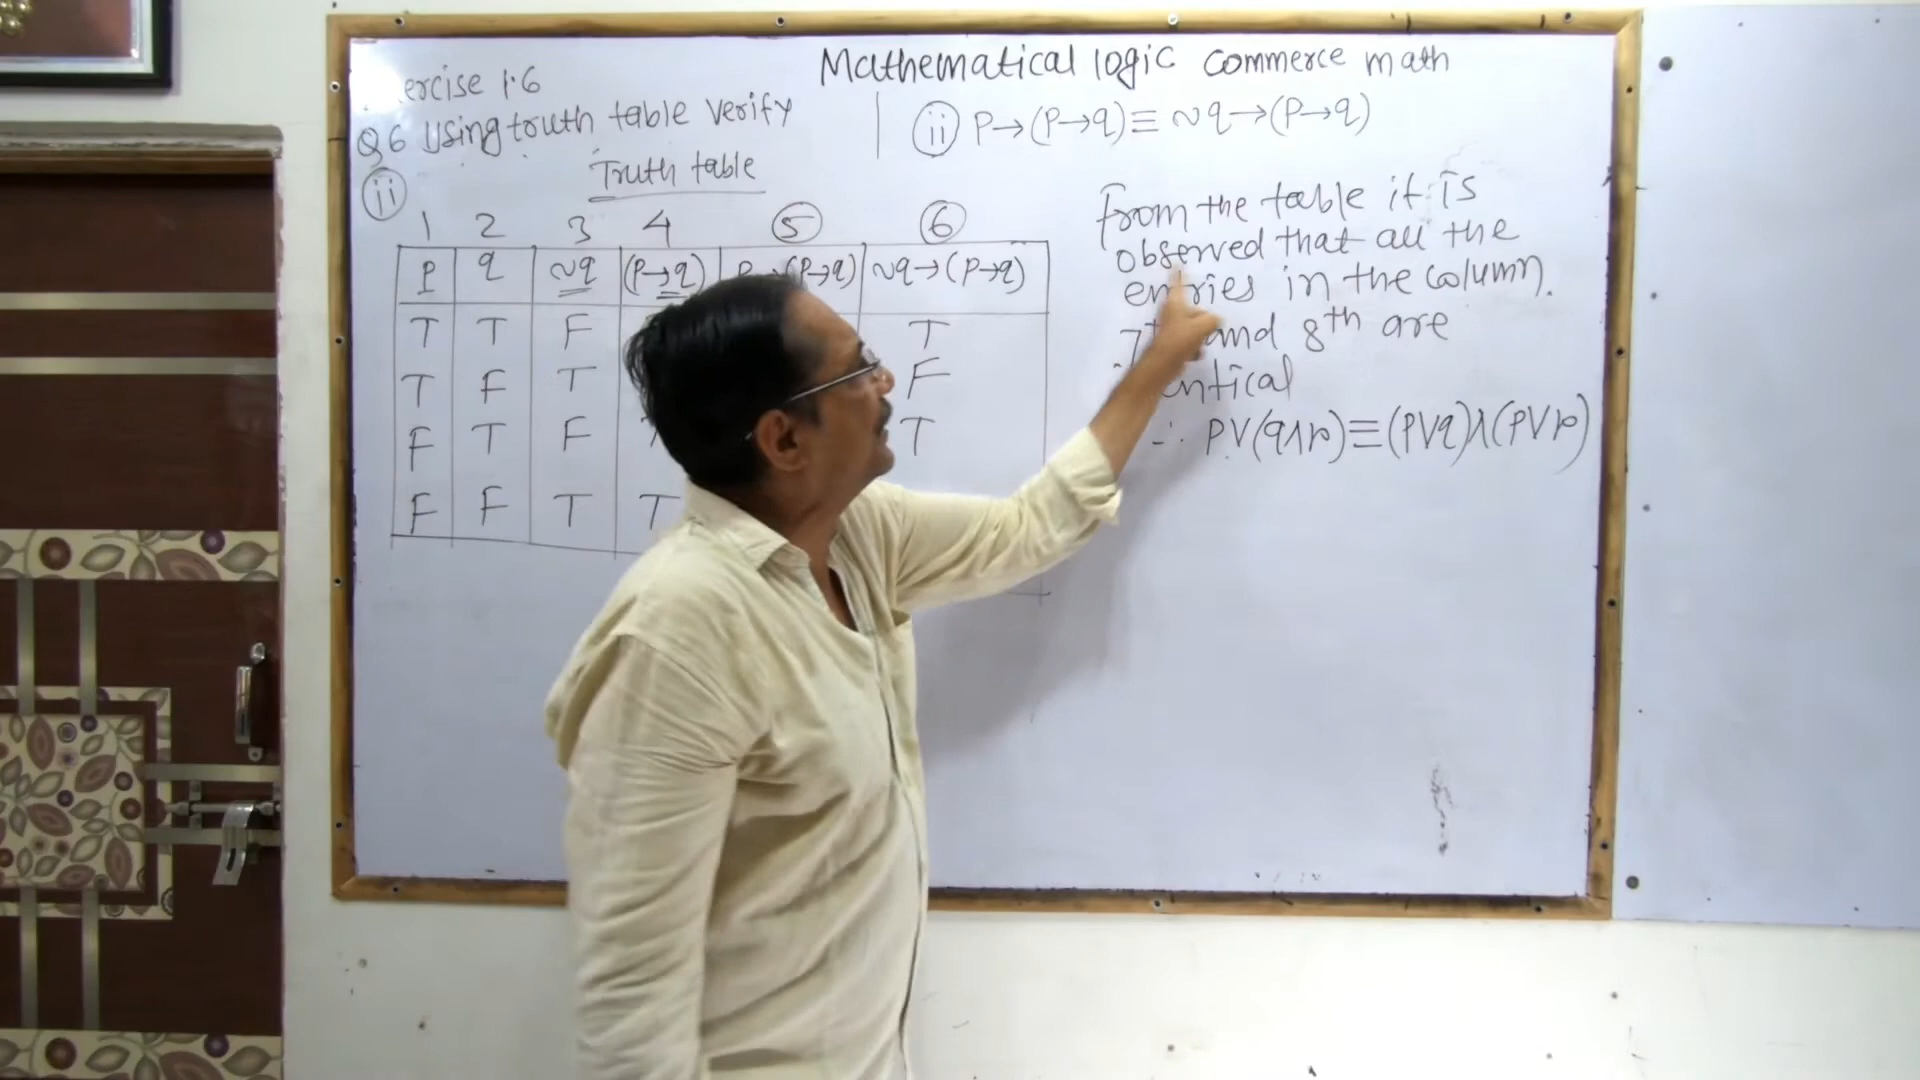 Mathematical logic commerce math
ercise 1.6
Q6 Using truth table verify
(ii) P→(P→q)≡ ~q→(P→q)
(ii)
Truth table
1 2 3 4 (5) (6)
P q ~q (P→q) P→(P→q) ~q→(P→q)
T T F T
T F T F
F T F T
F F T T
From the table it is
observed that all the
entries in the column.
7th and 8th are
entical
∴ PV(q∧r)≡(PVq)∧(PVr)